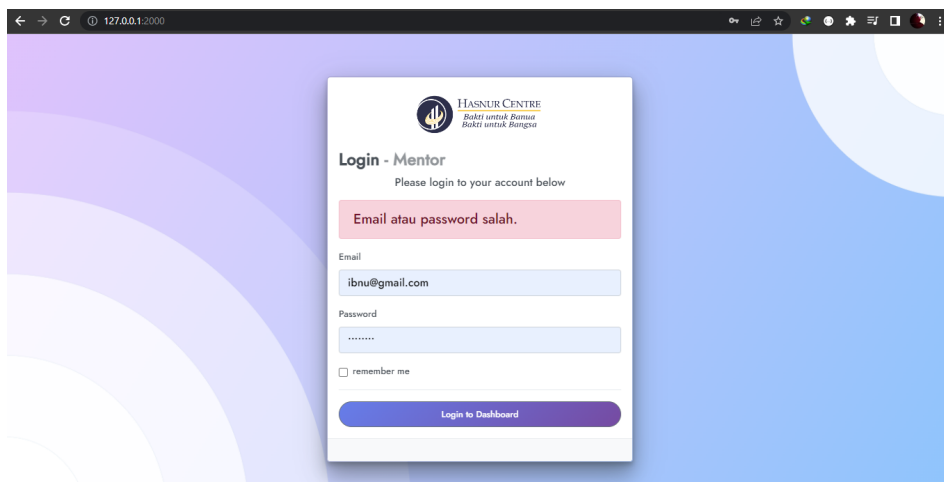 127.0.0.1:2000
HASNUR CENTRE
Bakti untuk Banua
Bakti untuk Bangsa
Login - Mentor
Please login to your account below
Email atau password salah.
Email
ibnu@gmail.com
Password
········
remember me
Login to Dashboard